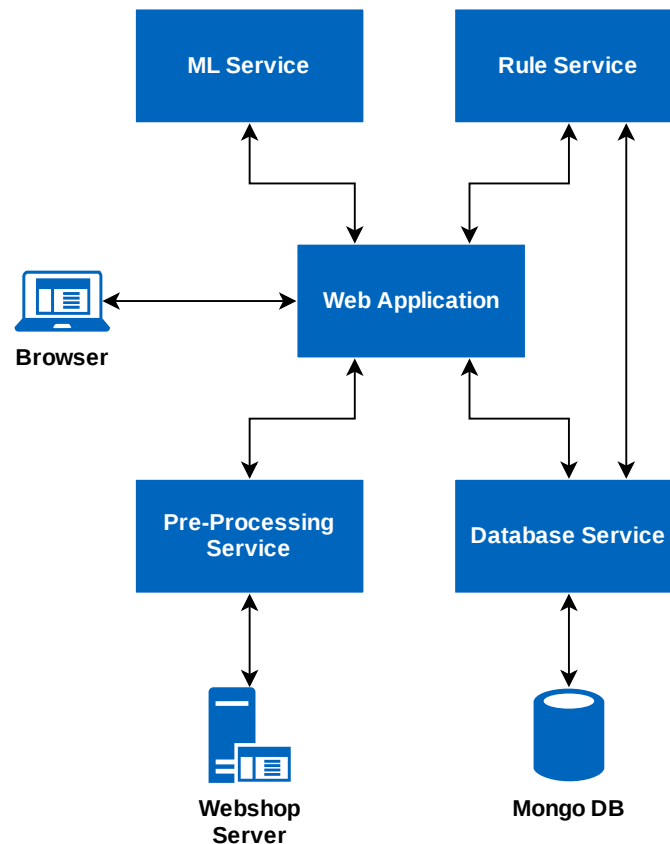 ML Service
Rule Service
Web Application
Browser
Pre-Processing
Service
Database Service
Webshop
Server
Mongo DB